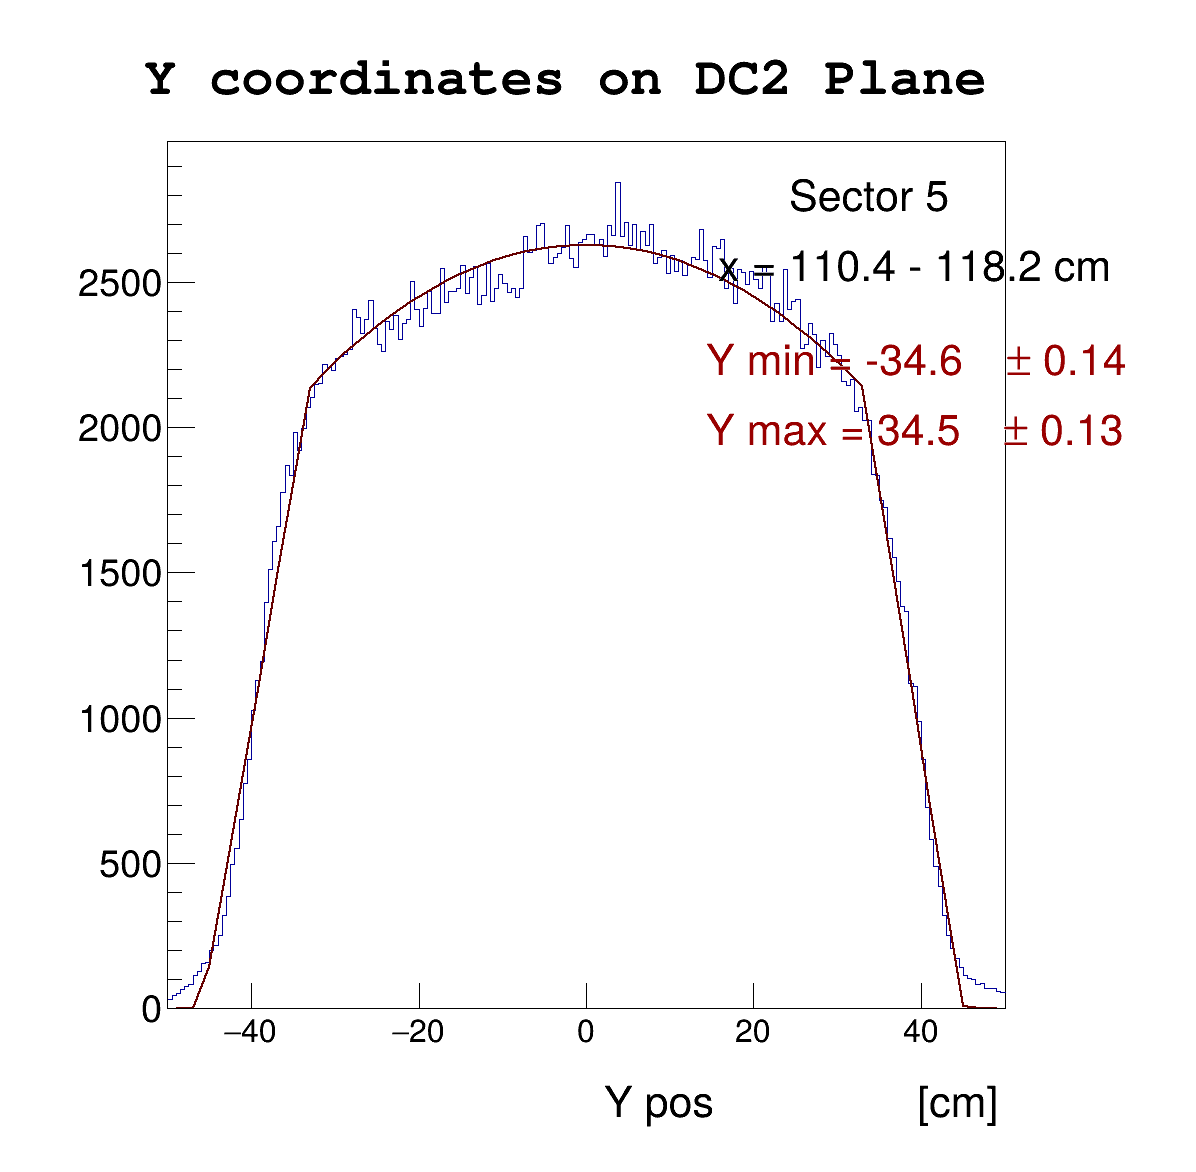 Y coordinates on DC2 Plane
Sector 5
x = 110.4 - 118.2 cm
Y min = -34.6 ± 0.14
Y max = 34.5 ± 0.13
2500
2000
1500
1000
500
0
−40 −20 0 20 40
Y pos [cm]